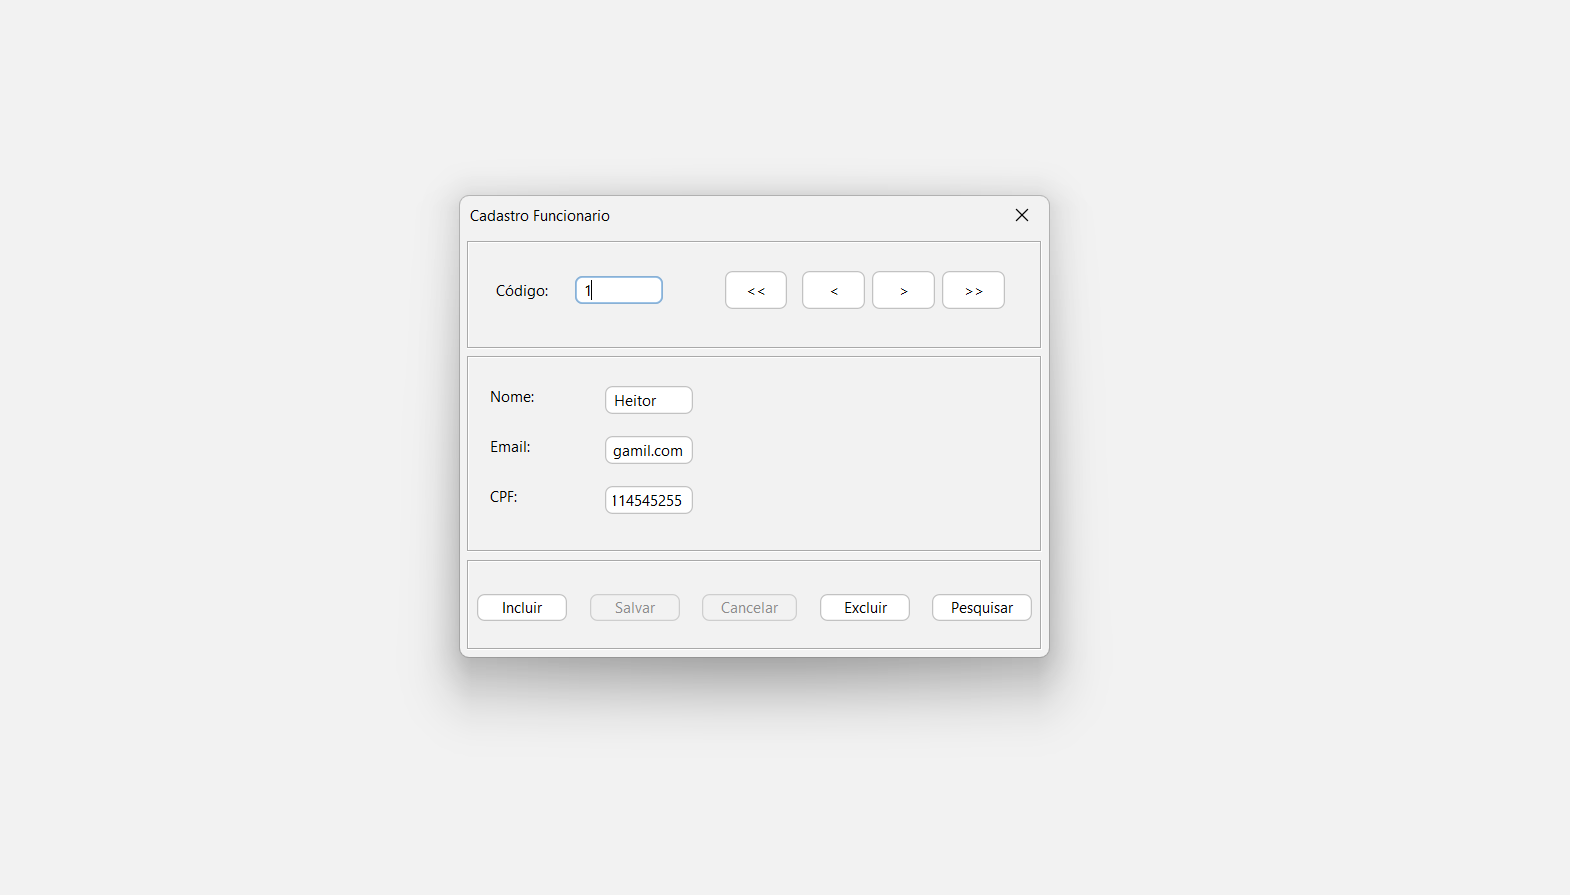 Cadastro Funcionario
Código: 1 << < > >>
Nome: Heitor
Email: gamil.com
CPF: 114545255
Incluir Salvar Cancelar Excluir Pesquisar